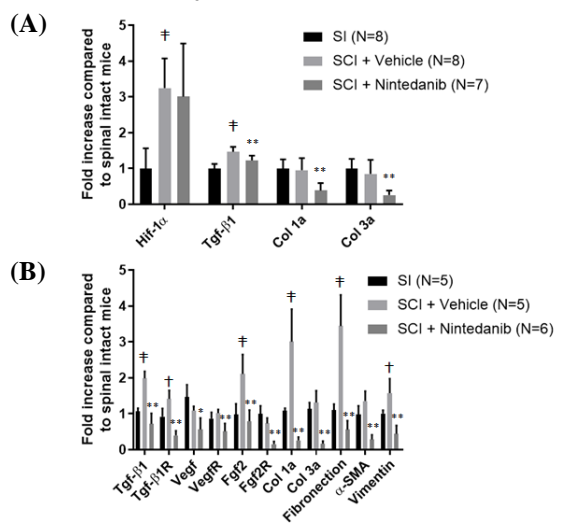 (A)
Fold increase compared
to spinal intact mice
5
4
3
2
1
0
‡
‡
**
**
**
SI (N=8)
SCI + Vehicle (N=8)
SCI + Nintedanib (N=7)
Hif-1α
Tgf-β1
Col 1a
Col 3a
(B)
Fold increase compared
to spinal intact mice
5
4
3
2
1
0
‡
**
†
**
*
**
‡
**
**
‡
**
**
‡
**
**
†
**
SI (N=5)
SCI + Vehicle (N=5)
SCI + Nintedanib (N=6)
Tgf-β1
Tgf-β1R
Vegf
VegfR
Fgf2
Fgf2R
Col 1a
Col 3a
Fibronection
α-SMA
Vimentin